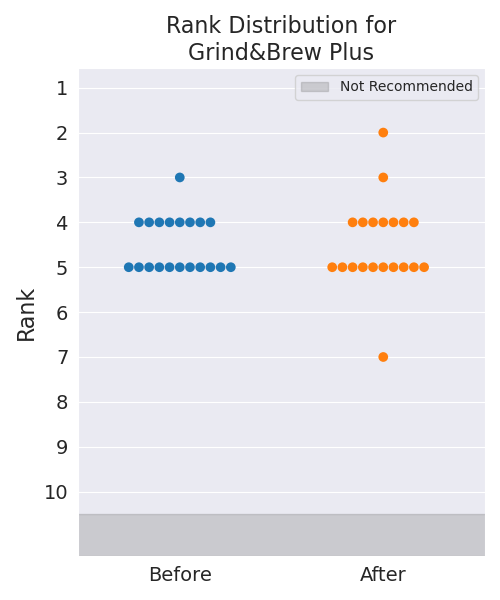 Rank Distribution for
Grind&Brew Plus
Not Recommended
1
2
3
4
5
6
7
8
9
10
Rank
Before
After